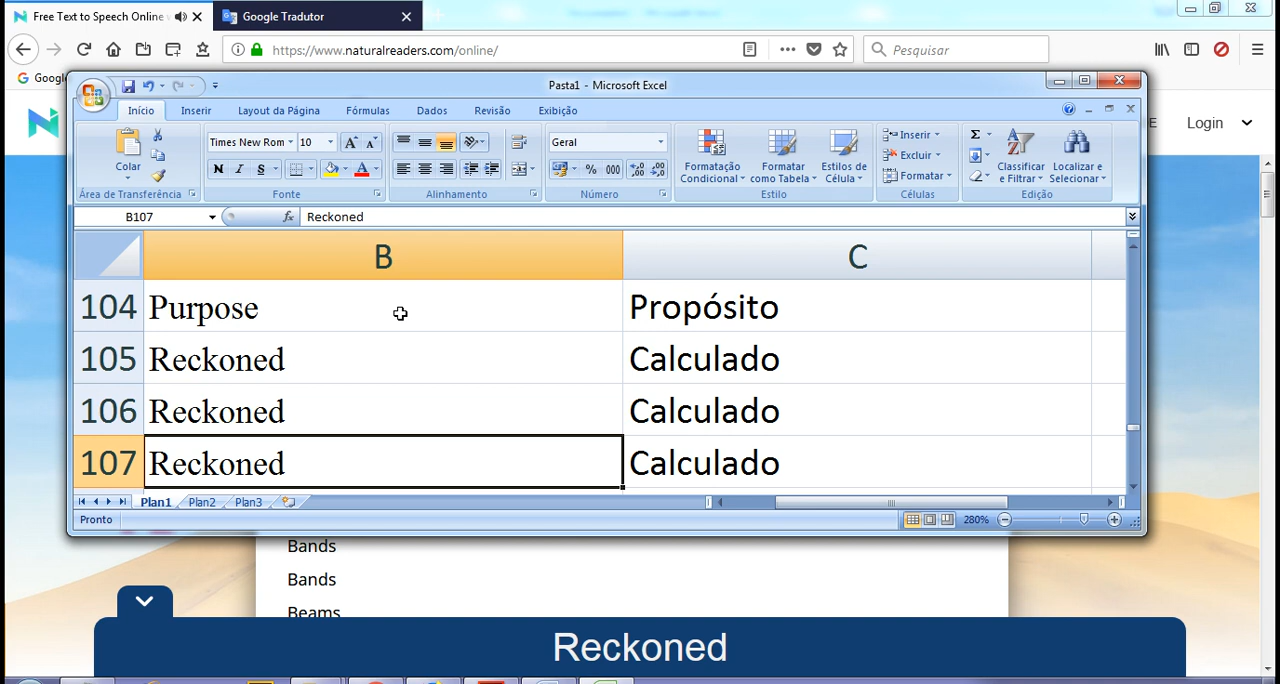 Free Text to Speech Online
Google Tradutor
https://www.naturalreaders.com/online/
Pesquisar
Login
Pasta1 - Microsoft Excel
Início Inserir Layout da Página Fórmulas Dados Revisão Exibição
Colar
Times New Rom 10
N I S
Geral
% 000
Formatação Condicional
Formatar como Tabela
Estilos de Célula
Inserir
Excluir
Formatar
Classificar e Filtrar
Localizar e Selecionar
Área de Transferência Fonte Alinhamento Número Estilo Células Edição
B107 fx Reckoned
B C
104 Purpose Propósito
105 Reckoned Calculado
106 Reckoned Calculado
107 Reckoned Calculado
Plan1 Plan2 Plan3
Pronto 280%
Bands
Bands
Beams
Reckoned